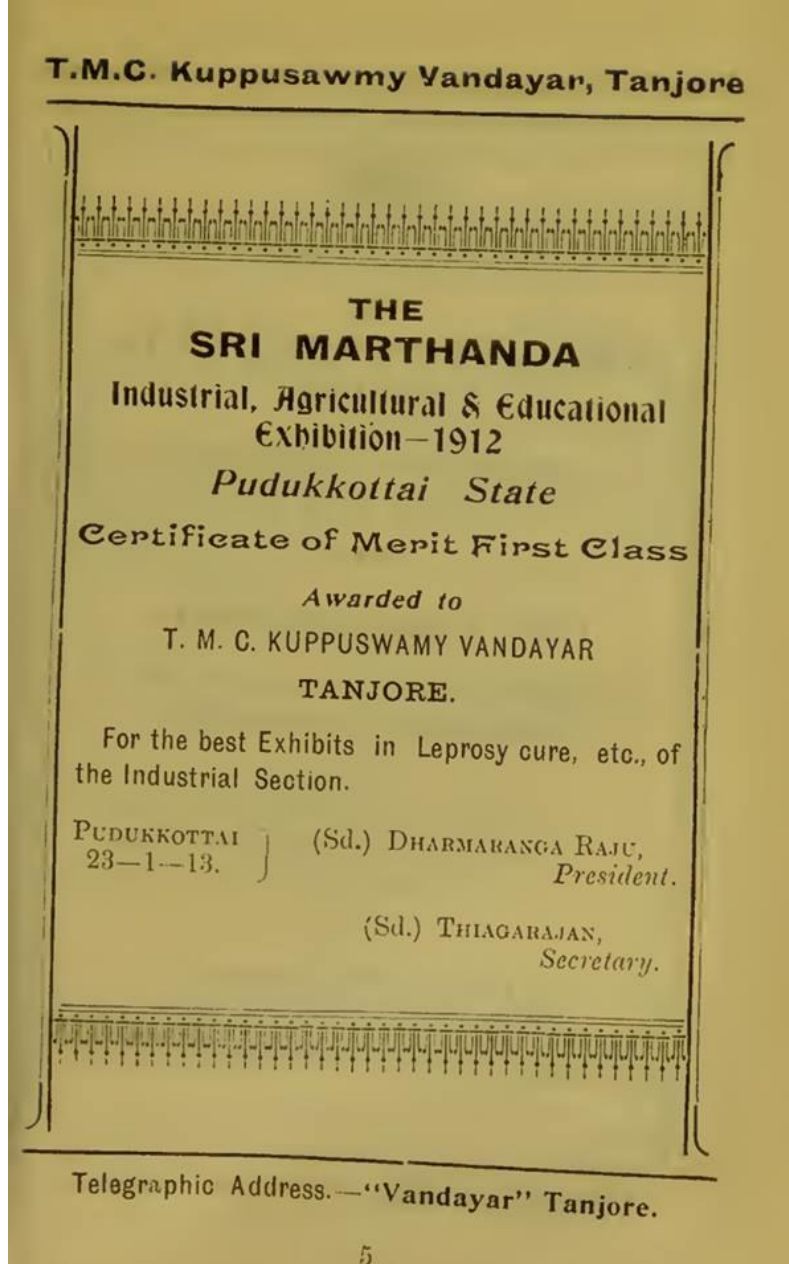 T.M.C. Kuppusawmy Vandayar, Tanjore
THE
SRI MARTHANDA
Industrial, Agricultural & Educational
Exhibition—1912
Pudukkottai State
Certificate of Merit First Class
Awarded to
T. M. C. KUPPUSWAMY VANDAYAR
TANJORE.
For the best Exhibits in Leprosy cure, etc., of
the Industrial Section.
PUDUKKOTTAI
23—1—13.
(Sd.) DHARMARANGA RAJU,
President.
(Sd.) THIAGARAJAN,
Secretary.
Telegraphic Address.—"Vandayar" Tanjore.
5